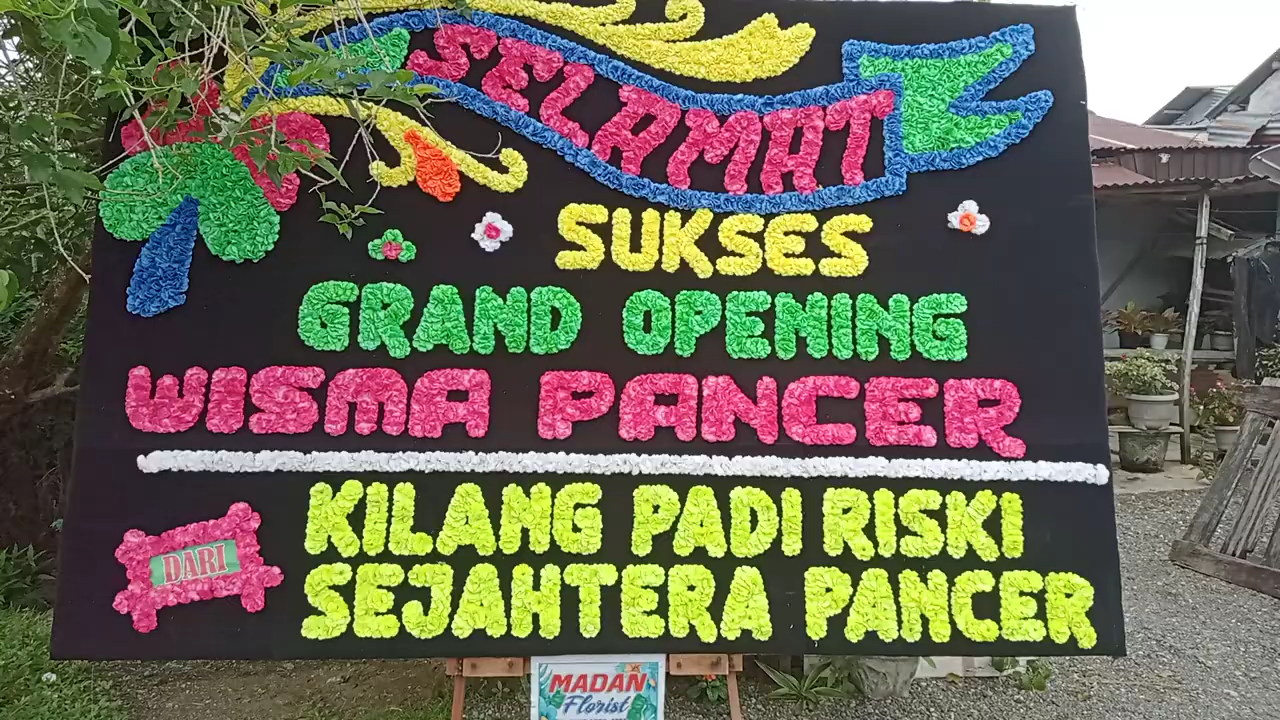 SELAMAT
SUKSES
GRAND OPENING
WISMA PANCER
DARI
KILANG PADI RISKI
SEJAHTERA PANCER
MADAN
Florist